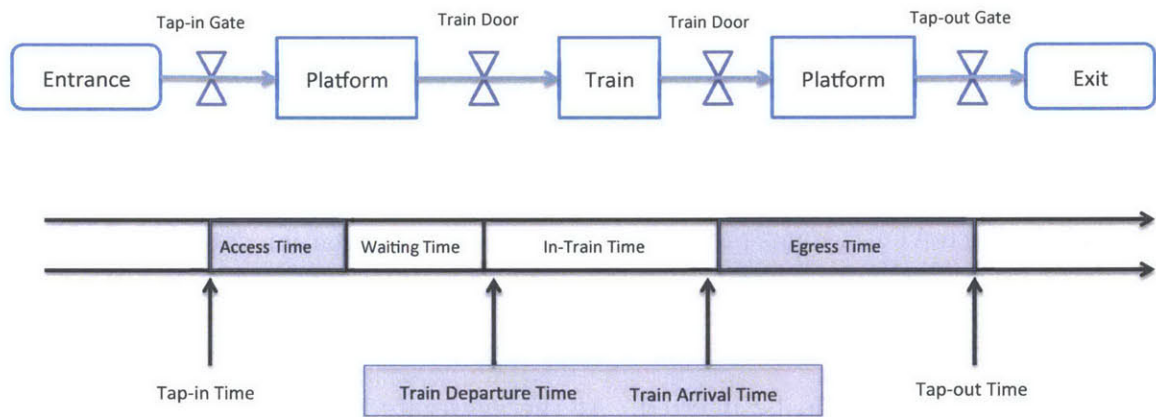 Tap-in Gate
Train Door
Train Door
Tap-out Gate
Entrance
Platform
Train
Platform
Exit
Access Time
Waiting Time
In-Train Time
Egress Time
Tap-in Time
Train Departure Time
Train Arrival Time
Tap-out Time